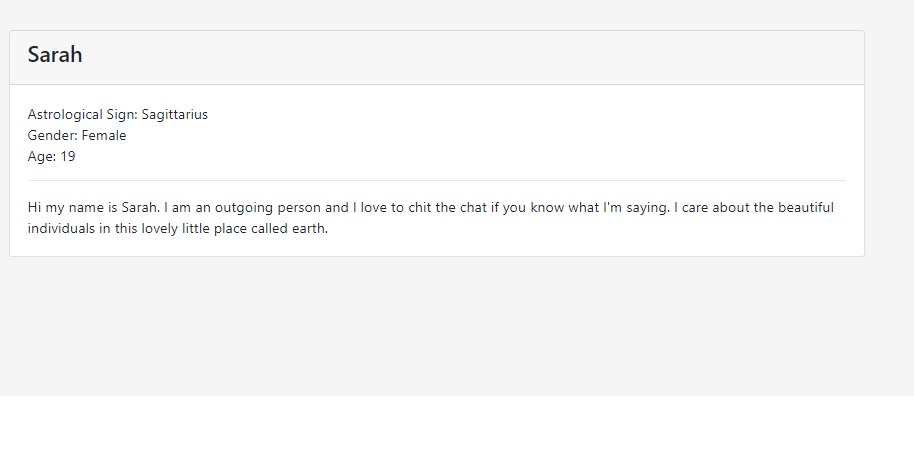 Sarah
Astrological Sign: Sagittarius
Gender: Female
Age: 19
Hi my name is Sarah. I am an outgoing person and I love to chit the chat if you know what I'm saying. I care about the beautiful
individuals in this lovely little place called earth.